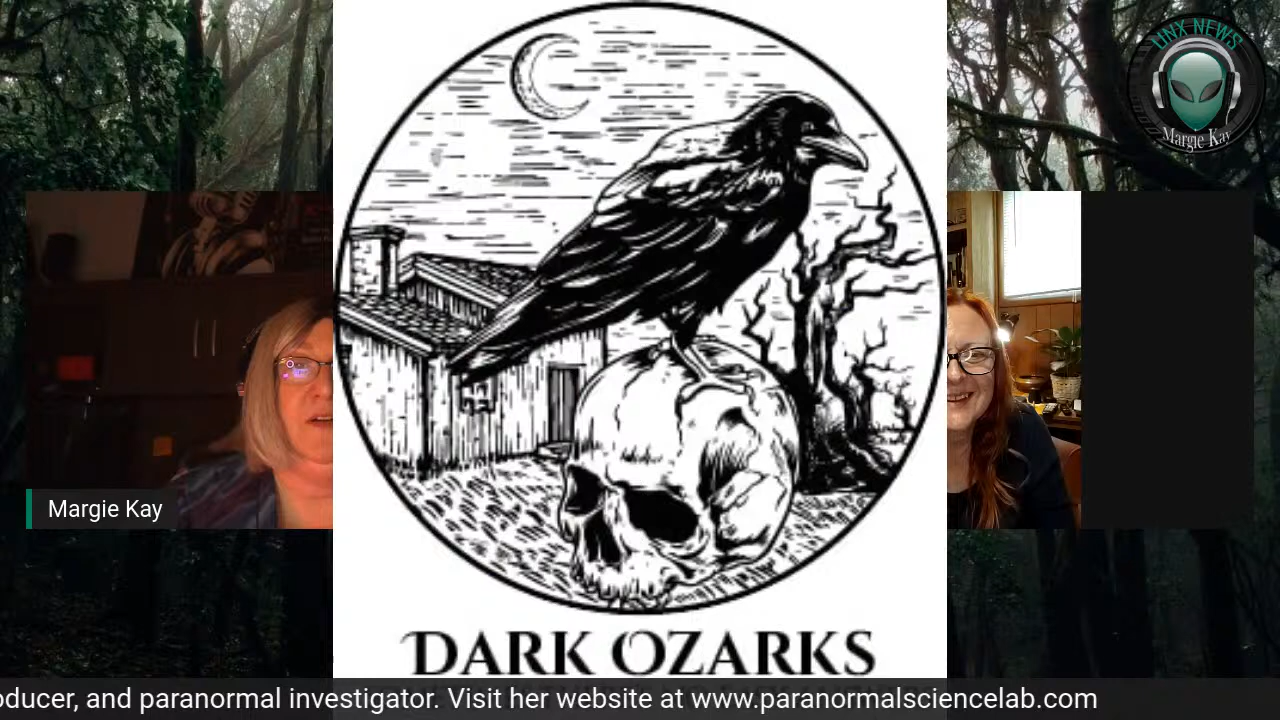 UNX NEWS
Margie Kay
Margie Kay
DARK OZARKS
oducer, and paranormal investigator. Visit her website at www.paranormalsciencelab.com